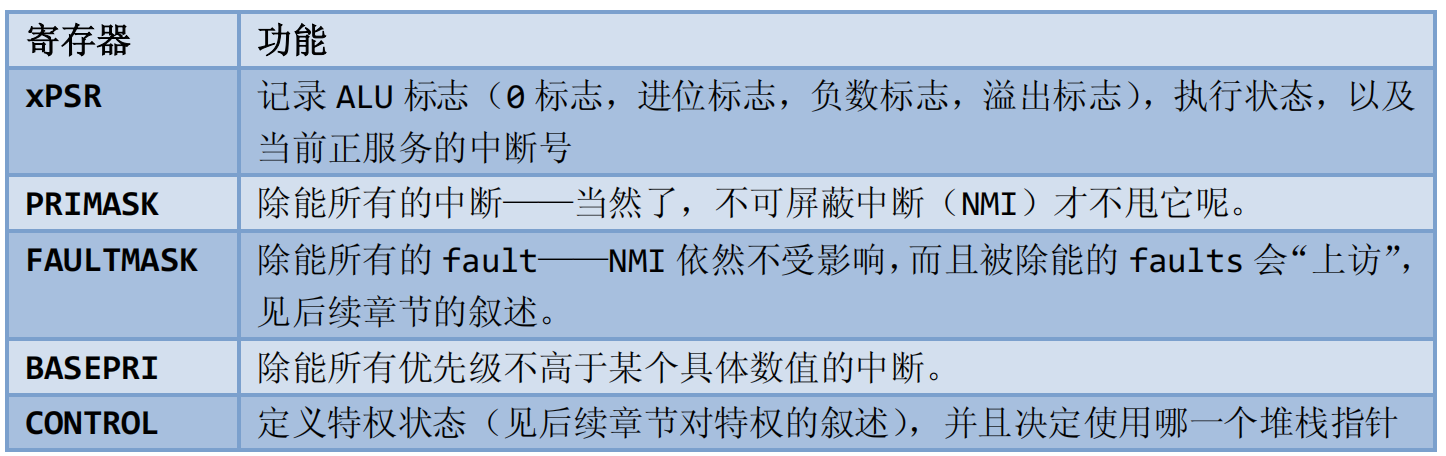 寄存器 功能
xPSR 记录 ALU 标志（0 标志，进位标志，负数标志，溢出标志），执行状态，以及
当前正服务的中断号
PRIMASK 除能所有的中断——当然了，不可屏蔽中断（NMI）才不甩它呢。
FAULTMASK 除能所有的 fault——NMI 依然不受影响，而且被除能的 faults 会“上访”，
见后续章节的叙述。
BASEPRI 除能所有优先级不高于某个具体数值的中断。
CONTROL 定义特权状态（见后续章节对特权的叙述），并且决定使用哪一个堆栈指针